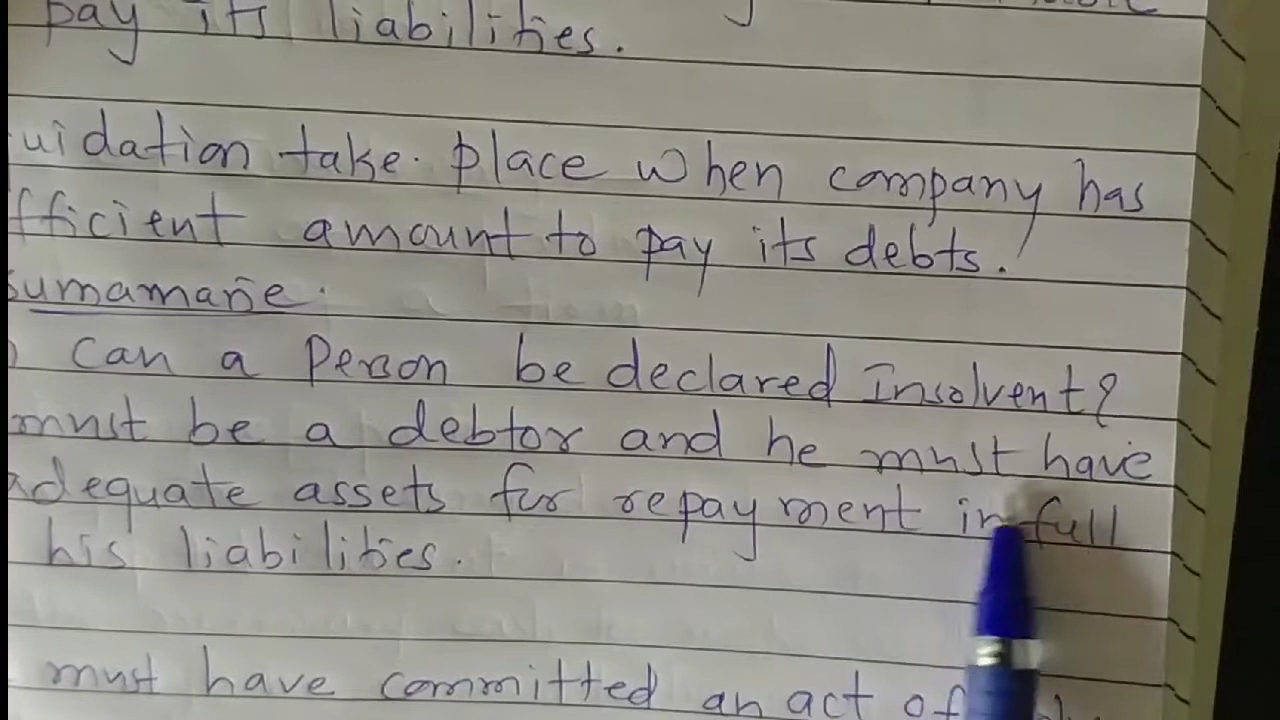 pay its liabilities.
uidation take place when company has
fficient amount to pay its debts.
Can a Person be declared Insolvent?
must be a debtor and he must have
adequate assets for repayment in full
his liabilities.
must have committed an act of